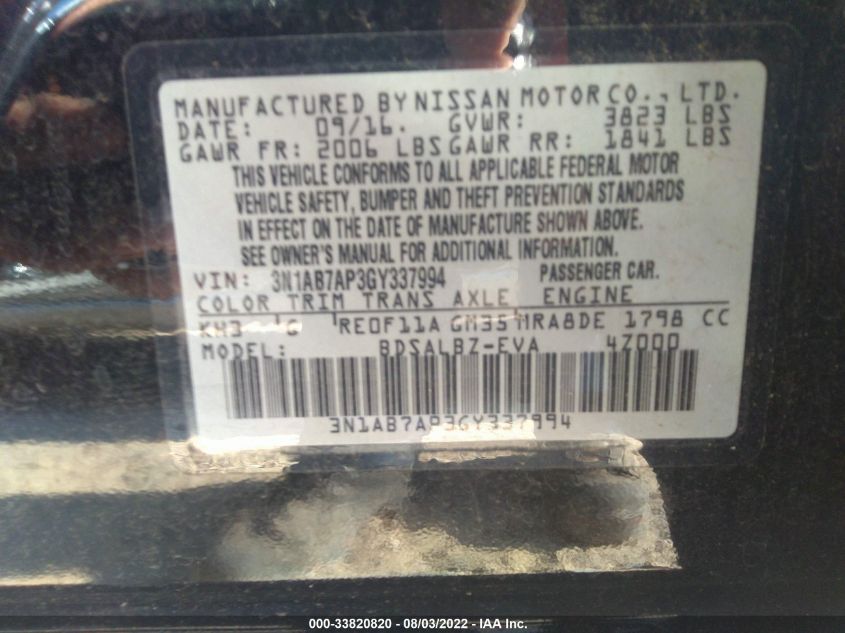 MANUFACTURED BY NISSAN MOTOR CO., LTD.
DATE: 09/16. GVWR: 3823 LBS
GAWR FR: 2006 LBS GAWR RR: 1841 LBS
THIS VEHICLE CONFORMS TO ALL APPLICABLE FEDERAL MOTOR
VEHICLE SAFETY, BUMPER AND THEFT PREVENTION STANDARDS
IN EFFECT ON THE DATE OF MANUFACTURE SHOWN ABOVE.
SEE OWNER'S MANUAL FOR ADDITIONAL INFORMATION.
VIN: 3N1AB7AP3GY337994 PASSENGER CAR.
COLOR TRIM TRANS AXLE ENGINE
KH3 G RE0F11A GM35 MRA8DE 1798 CC
MODEL: BDSALBZ-EVA 4Z000
3N1AB7AP3GY337994
000-33820820 - 08/03/2022 - IAA Inc.